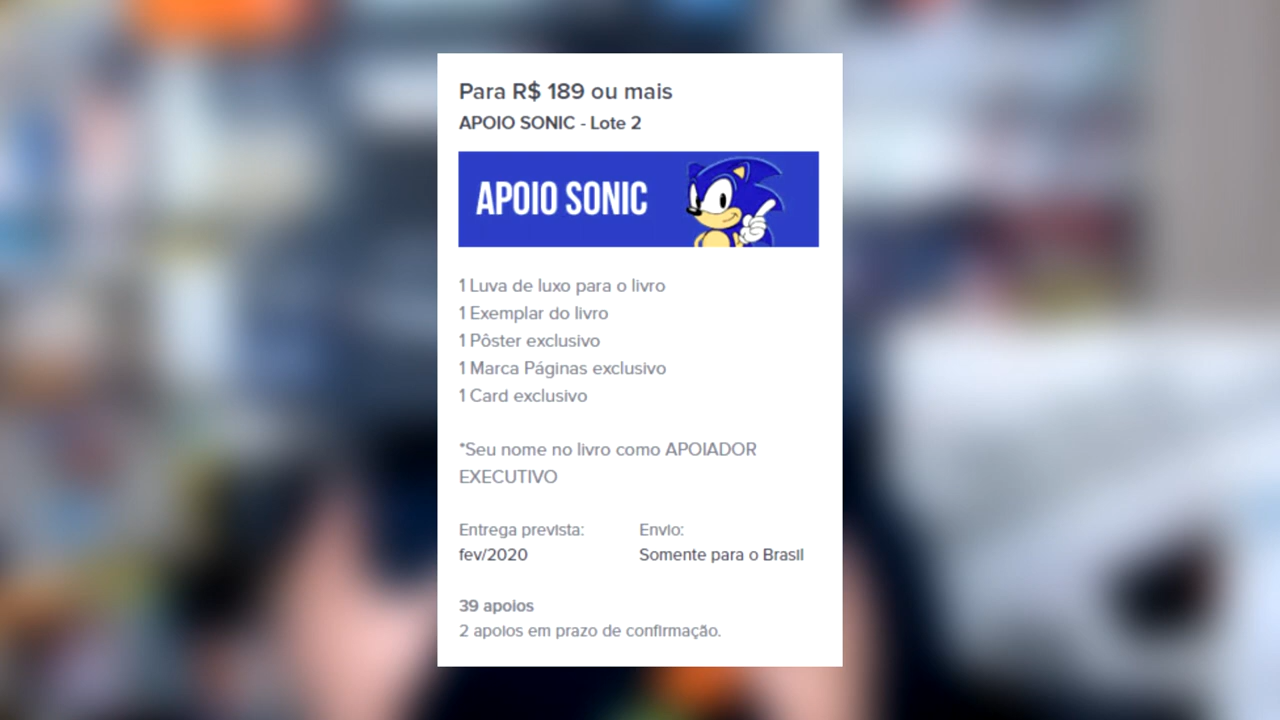 Para R$ 189 ou mais
APOIO SONIC - Lote 2
APOIO SONIC
1 Luva de luxo para o livro
1 Exemplar do livro
1 Pôster exclusivo
1 Marca Páginas exclusivo
1 Card exclusivo
*Seu nome no livro como APOIADOR
EXECUTIVO
Entrega prevista:
fev/2020
Envio:
Somente para o Brasil
39 apoios
2 apoios em prazo de confirmação.